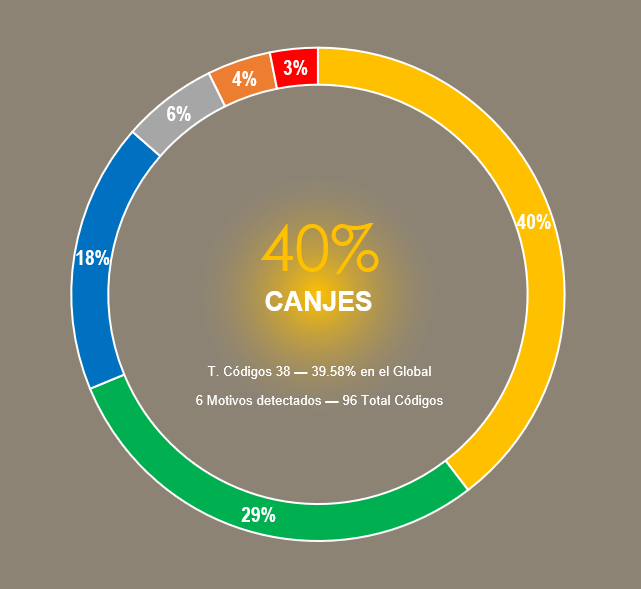 3%
4%
6%
40%
40%
CANJES
18%
T. Códigos 38 — 39.58% en el Global
6 Motivos detectados — 96 Total Códigos
29%